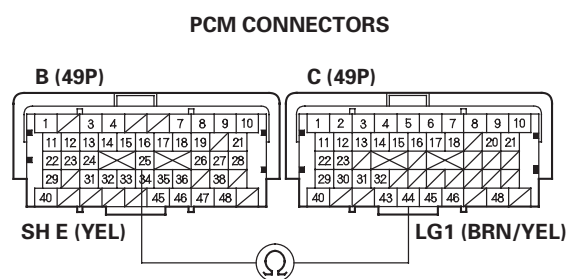 PCM CONNECTORS
B (49P) C (49P)
1 3 4 7 8 9 10 1 2 3 4 5 6 7 8 9 10
11 12 13 14 15 16 17 18 19 21 11 12 13 14 15 16 17 18 20 21
22 23 24 25 26 27 28 22 23
29 31 32 33 34 35 36 38 29 30 31 32
40 45 46 47 48 40 43 44 45 46 48
SH E (YEL) LG1 (BRN/YEL)
Ω